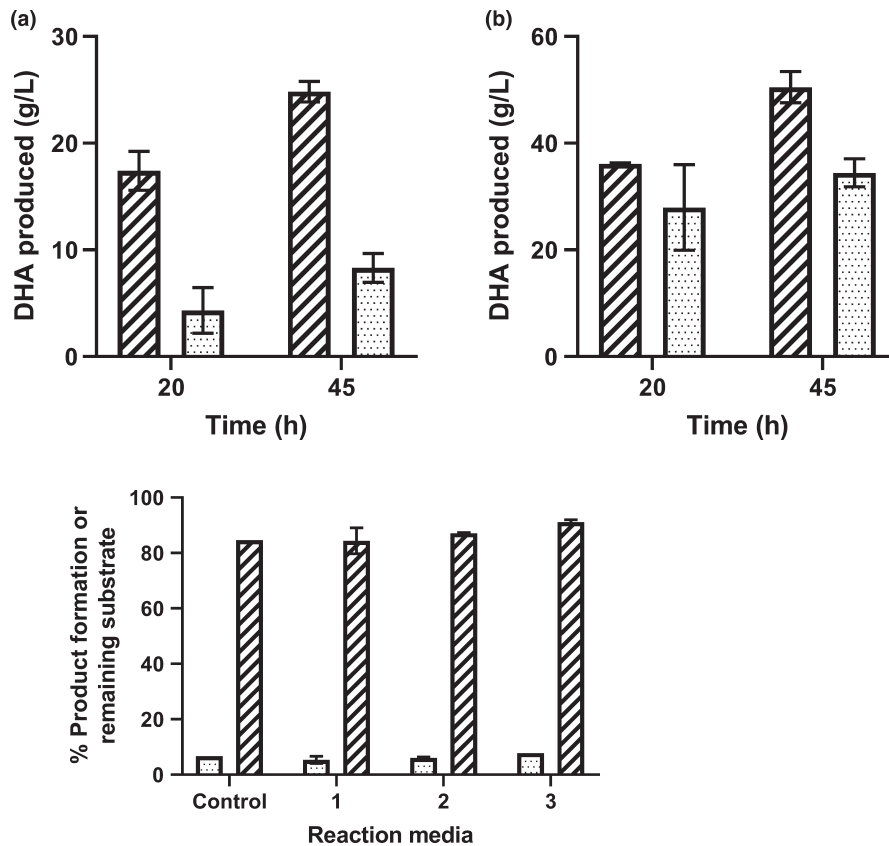 (a)
30
20
10
0
DHA produced (g/L)
20
45
Time (h)
(b)
60
40
20
0
DHA produced (g/L)
20
45
Time (h)
100
80
60
40
20
0
% Product formation or
remaining substrate
Control
1
2
3
Reaction media